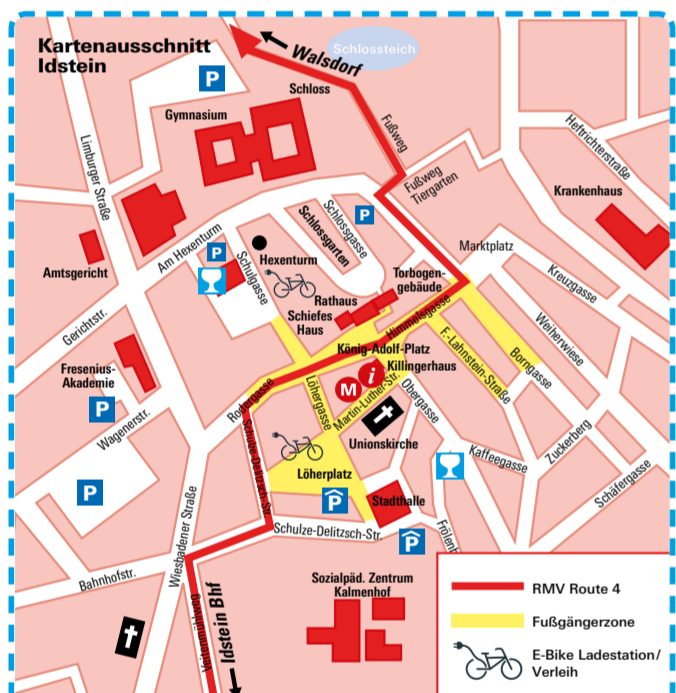 Kartenausschnitt
Idstein
Walsdorf
Schlossteich
P
Schloss
Gymnasium
Limburger Straße
Fußweg
Heftricherstraße
Fußweg
Tiergarten
Krankenhaus
Schlossgasse
Schlossgarten
P
Am Hexenturm
P
Hexenturm
Marktplatz
Amtsgericht
Schulgasse
Torbogen-
gebäude
Kreuzgasse
Rathaus
Schiefes
Haus
Himmelsgasse
Gerichtstr.
Weiherwiese
König-Adolf-Platz
Killingerhaus
F.-Lahnstein-Straße
Borngasse
Fresenius-
Akademie
M
i
P
Rodergasse
Löhergasse
Martin-Luther-Str.
Obergasse
Wagenerstr.
Schulze-Delitzsch-Str.
Unionskirche
Kaffeegasse
Zuckerberg
Löherplatz
Schäfergasse
P
P
Stadthalle
Wiesbadener Straße
Schulze-Delitzsch-Str.
P
Bahnhofstr.
Sozialpäd. Zentrum
Kalmenhof
Idstein Bhf
RMV Route 4
Fußgängerzone
E-Bike Ladestation/
Verleih